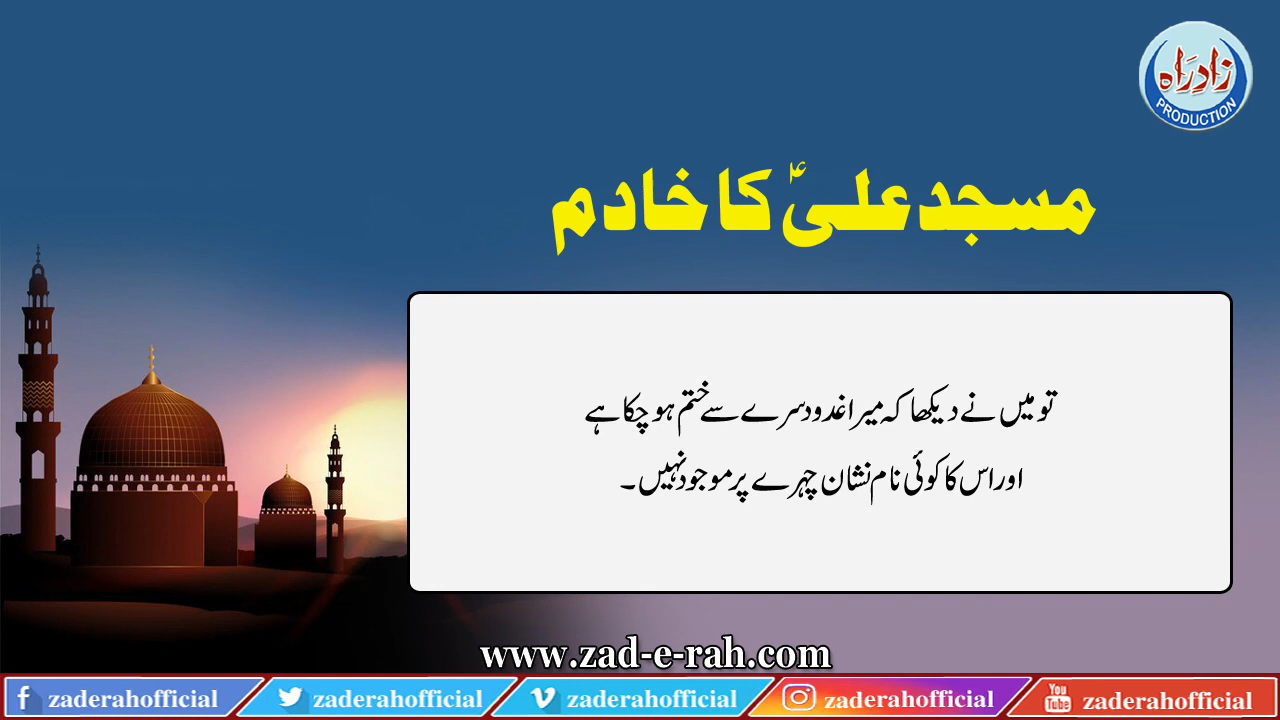 زادِراہ
PRODUCTION
مسجد علیؑ کا خادم
تو میں نے دیکھا کہ میرا غدود سرے سے ختم ہو چکا ہے
اور اس کا کوئی نام نشان چہرے پر موجود نہیں۔
www.zad-e-rah.com
zaderahofficial zaderahofficial zaderahofficial zaderahofficial You Tube zaderahofficial